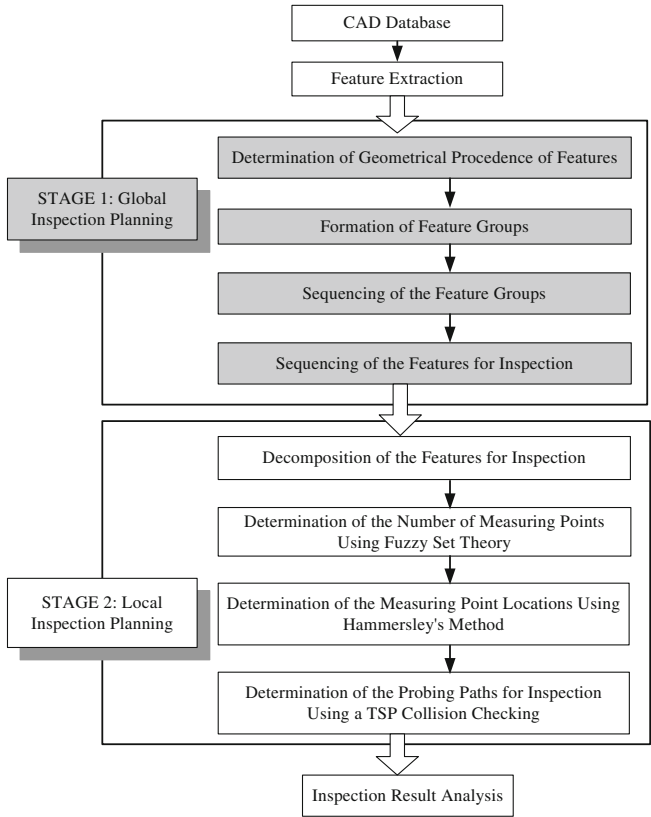 CAD Database
Feature Extraction
Determination of Geometrical Procedence of Features
STAGE 1: Global
Inspection Planning
Formation of Feature Groups
Sequencing of the Feature Groups
Sequencing of the Features for Inspection
Decomposition of the Features for Inspection
Determination of the Number of Measuring Points
Using Fuzzy Set Theory
STAGE 2: Local
Inspection Planning
Determination of the Measuring Point Locations Using
Hammersley's Method
Determination of the Probing Paths for Inspection
Using a TSP Collision Checking
Inspection Result Analysis